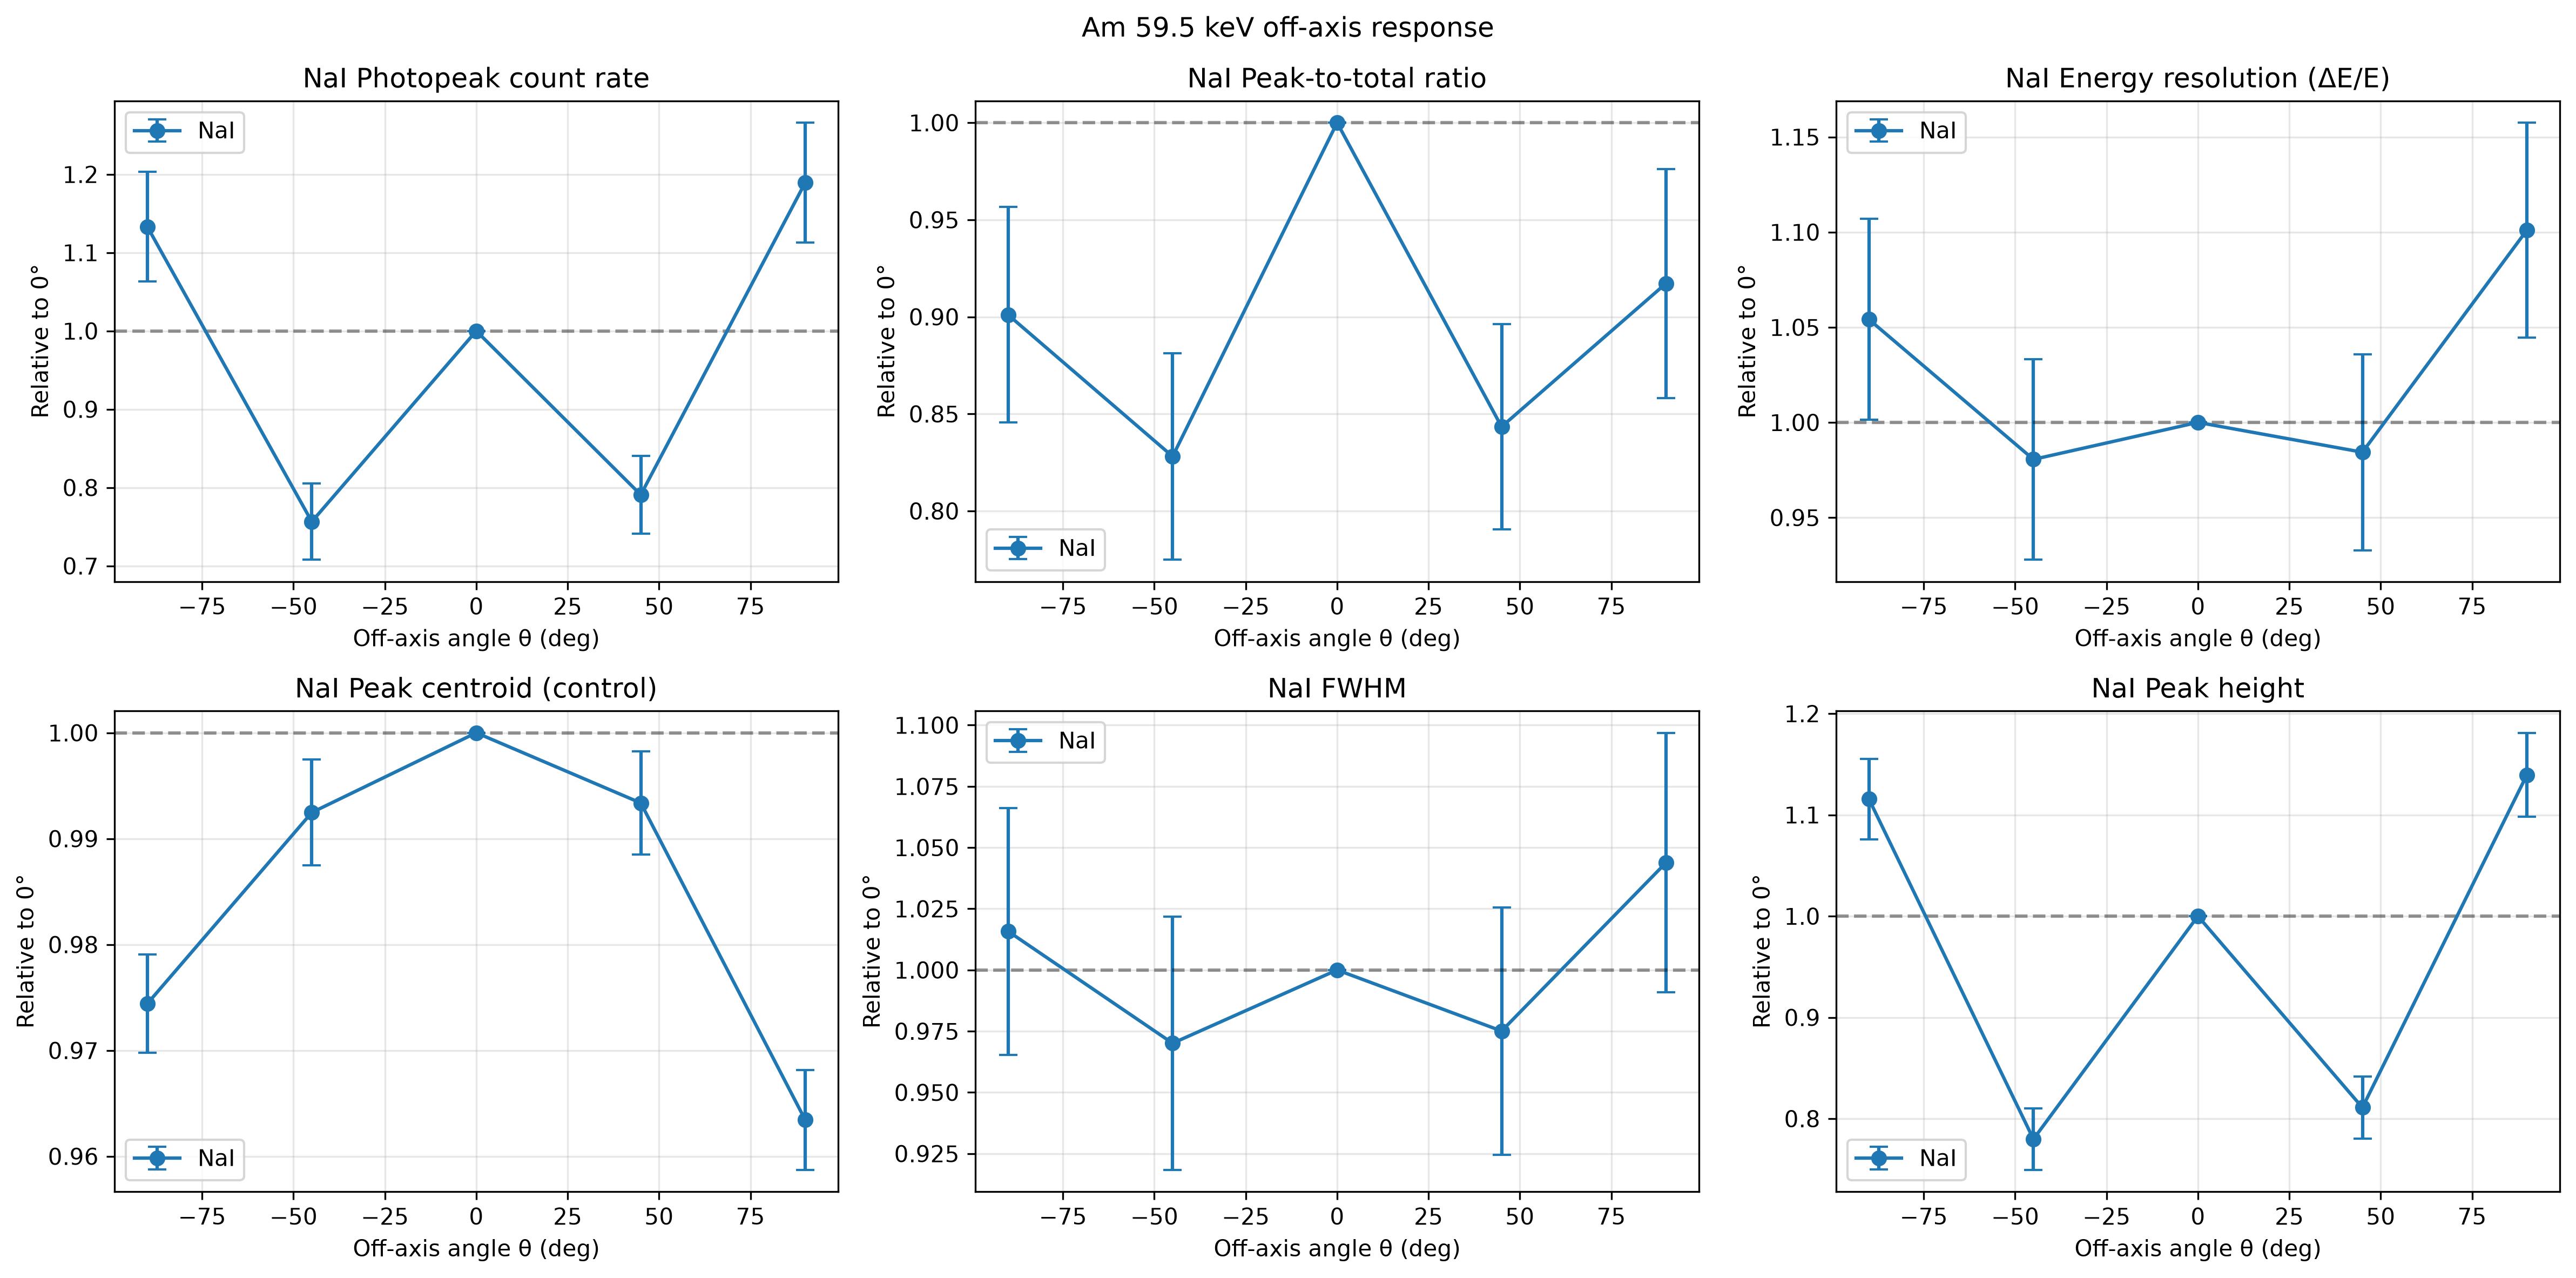 Am 59.5 keV off-axis response
NaI Photopeak count rate
NaI
1.2
1.1
1.0
0.9
0.8
0.7
Relative to 0°
−75 −50 −25 0 25 50 75
Off-axis angle θ (deg)
NaI Peak-to-total ratio
1.00
0.95
0.90
0.85
0.80
Relative to 0°
NaI
−75 −50 −25 0 25 50 75
Off-axis angle θ (deg)
NaI Energy resolution (ΔE/E)
NaI
1.15
1.10
1.05
1.00
0.95
Relative to 0°
−75 −50 −25 0 25 50 75
Off-axis angle θ (deg)
NaI Peak centroid (control)
1.00
0.99
0.98
0.97
0.96
Relative to 0°
NaI
−75 −50 −25 0 25 50 75
Off-axis angle θ (deg)
NaI FWHM
NaI
1.100
1.075
1.050
1.025
1.000
0.975
0.950
0.925
Relative to 0°
−75 −50 −25 0 25 50 75
Off-axis angle θ (deg)
NaI Peak height
1.2
1.1
1.0
0.9
0.8
Relative to 0°
NaI
−75 −50 −25 0 25 50 75
Off-axis angle θ (deg)